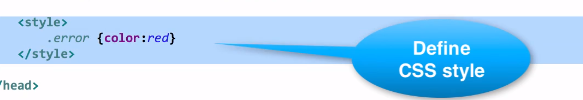 <style>
.error {color:red}
</style>
/head>
Define
CSS style